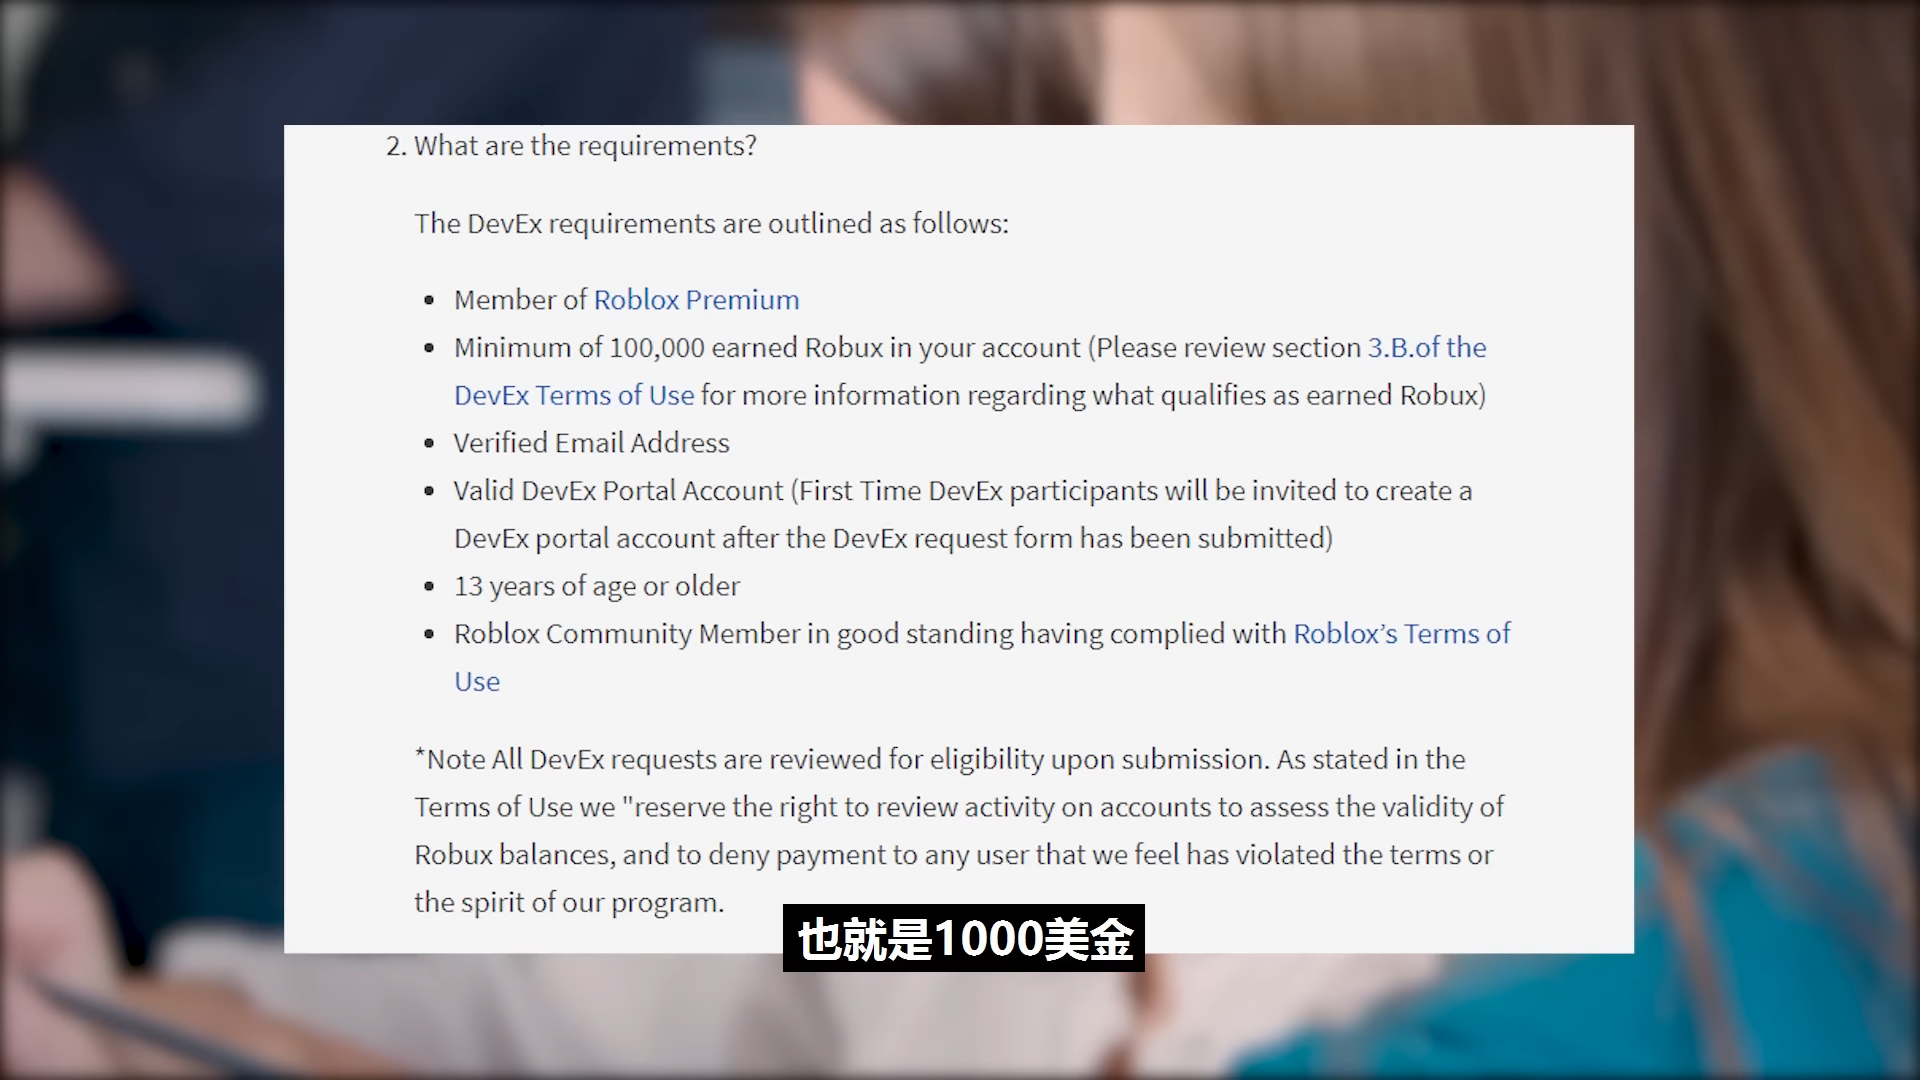 2. What are the requirements?
The DevEx requirements are outlined as follows:
• Member of Roblox Premium
• Minimum of 100,000 earned Robux in your account (Please review section 3.B.of the
DevEx Terms of Use for more information regarding what qualifies as earned Robux)
• Verified Email Address
• Valid DevEx Portal Account (First Time DevEx participants will be invited to create a
DevEx portal account after the DevEx request form has been submitted)
• 13 years of age or older
• Roblox Community Member in good standing having complied with Roblox’s Terms of
Use
*Note All DevEx requests are reviewed for eligibility upon submission. As stated in the
Terms of Use we "reserve the right to review activity on accounts to assess the validity of
Robux balances, and to deny payment to any user that we feel has violated the terms or
the spirit of our program.
也就是1000美金